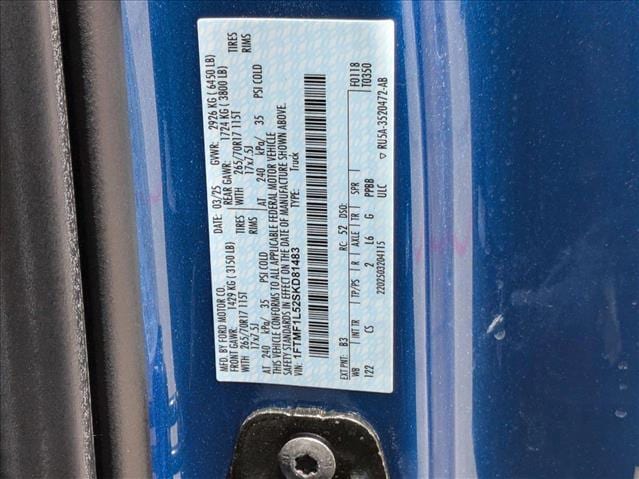 MFD. BY FORD MOTOR CO. DATE: 03/25 GVWR: 2926 KG ( 6450 LB)
FRONT GAWR: 1429 KG ( 3150 LB) REAR GAWR: 1724 KG ( 3800 LB)
WITH 265/70R17 115T TIRES WITH 265/70R17 115T TIRES
17x7.5J RIMS 17x7.5J RIMS
AT 240 kPa/ 35 PSI COLD AT 240 kPa/ 35 PSI COLD
THIS VEHICLE CONFORMS TO ALL APPLICABLE FEDERAL MOTOR VEHICLE
SAFETY STANDARDS IN EFFECT ON THE DATE OF MANUFACTURE SHOWN ABOVE.
VIN: 1FTMF1L52SKD81483 TYPE: Truck
EXT PNT: B3 RC: 52 DSO: F0118
WB INT TR TP/PS R AXLE TR SPR T0350
122 CS 2 L6 G PPBB
2202503204115 ULC ▽ RU5A-3520472-AB